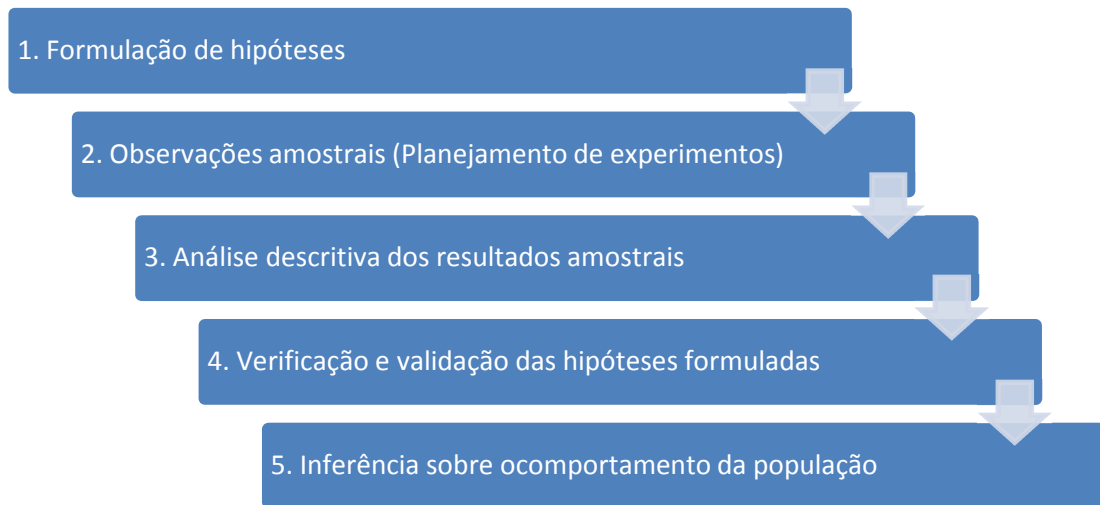 1. Formulação de hipóteses
2. Observações amostrais (Planejamento de experimentos)
3. Análise descritiva dos resultados amostrais
4. Verificação e validação das hipóteses formuladas
5. Inferência sobre ocomportamento da população